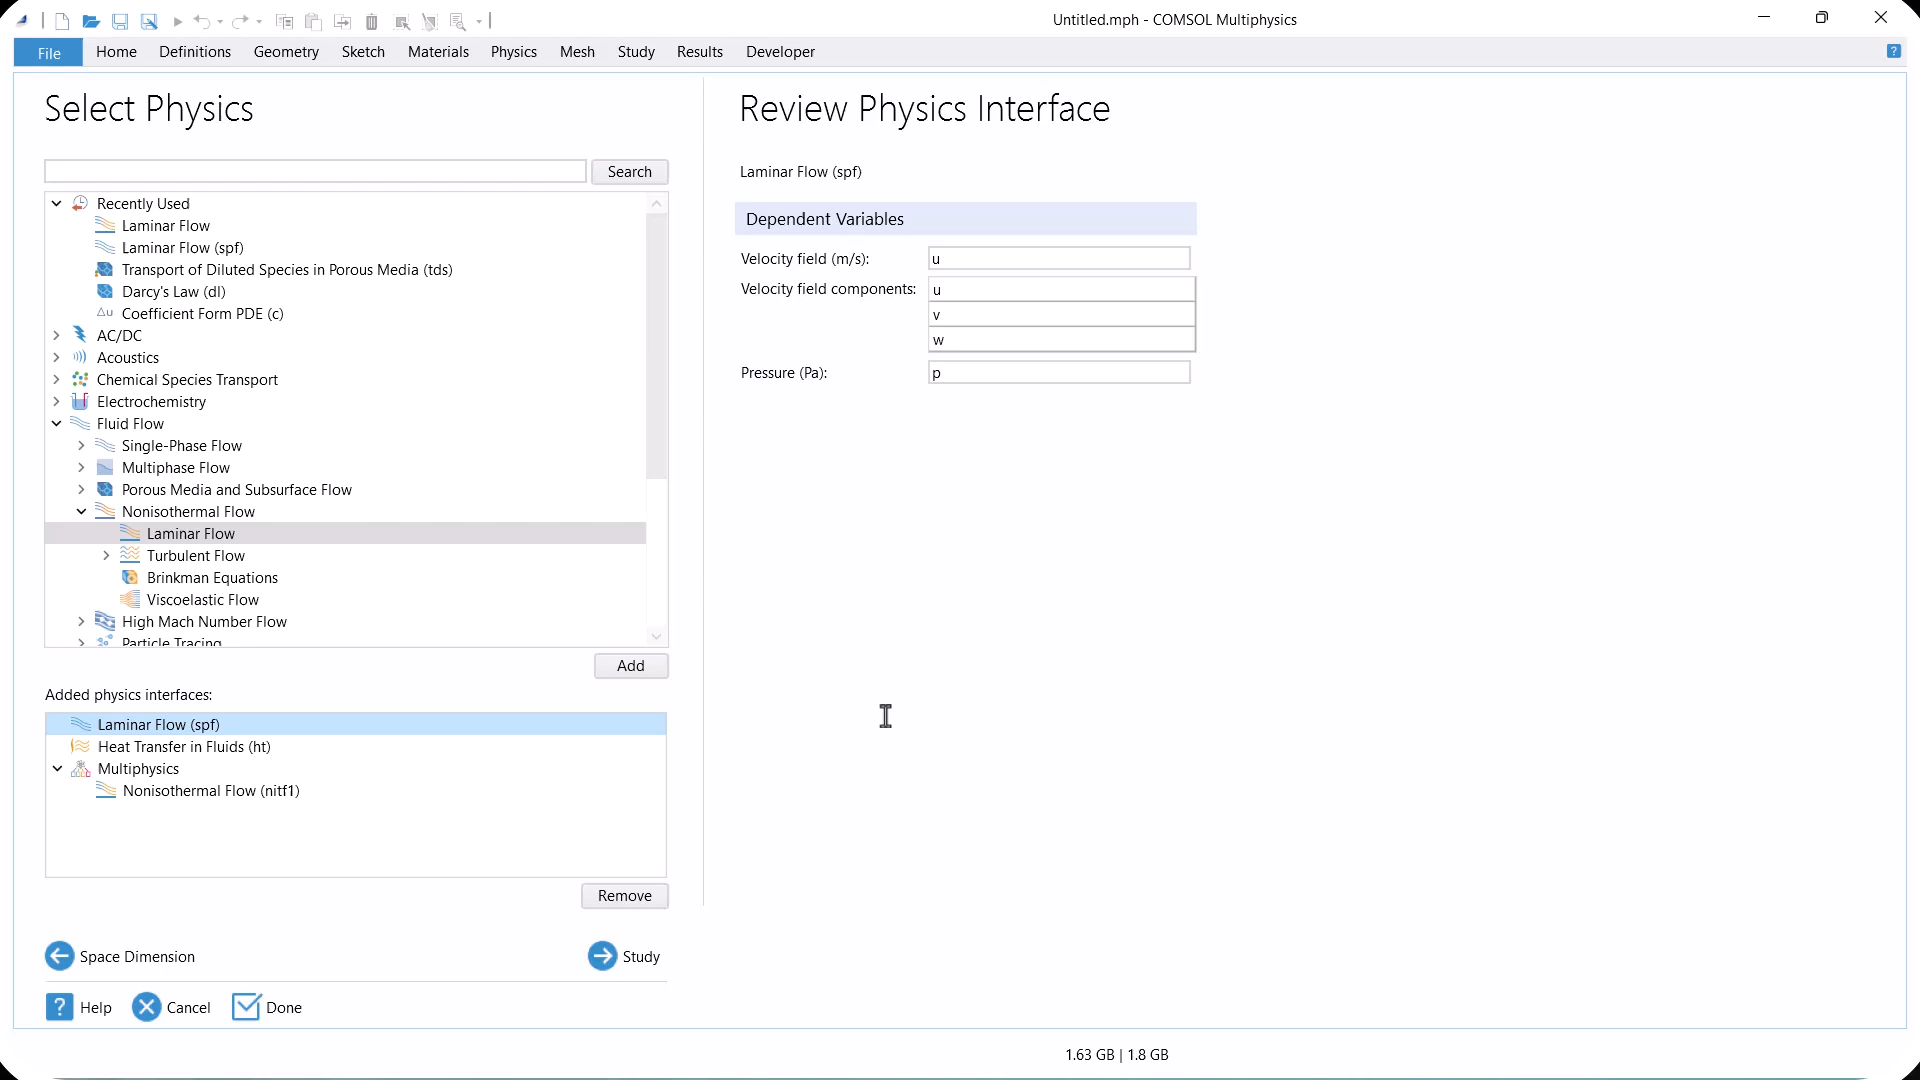 Untitled.mph - COMSOL Multiphysics
File Home Definitions Geometry Sketch Materials Physics Mesh Study Results Developer ?
Select Physics
Search
Recently Used
Laminar Flow
Laminar Flow (spf)
Transport of Diluted Species in Porous Media (tds)
Darcy's Law (dl)
Δu Coefficient Form PDE (c)
AC/DC
Acoustics
Chemical Species Transport
Electrochemistry
Fluid Flow
Single-Phase Flow
Multiphase Flow
Porous Media and Subsurface Flow
Nonisothermal Flow
Laminar Flow
Turbulent Flow
Brinkman Equations
Viscoelastic Flow
High Mach Number Flow
Particle Tracing
Add
Added physics interfaces:
Laminar Flow (spf)
Heat Transfer in Fluids (ht)
Multiphysics
Nonisothermal Flow (nitf1)
Remove
Space Dimension
Study
? Help Cancel Done
Review Physics Interface
Laminar Flow (spf)
Dependent Variables
Velocity field (m/s): u
Velocity field components: u
v
w
Pressure (Pa): p
1.63 GB | 1.8 GB